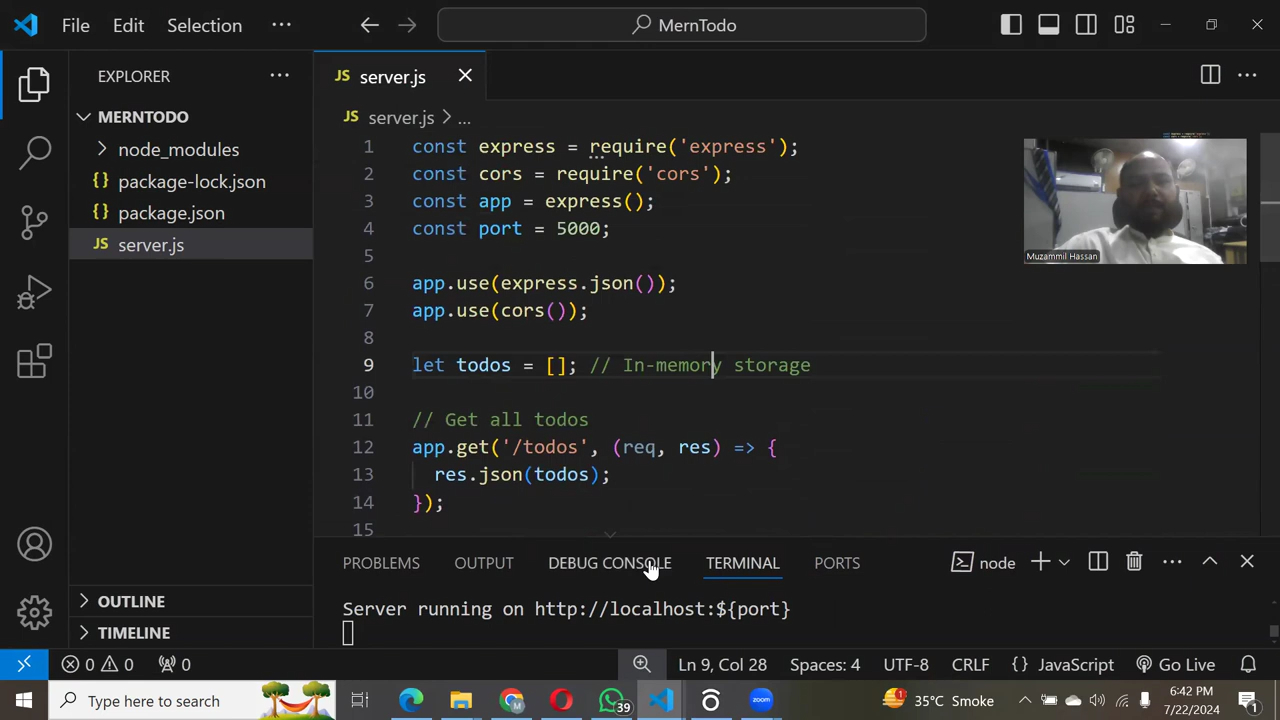 File Edit Selection ··· MernTodo
EXPLORER ···
MERNTODO
node_modules
{} package-lock.json
{} package.json
JS server.js
OUTLINE
TIMELINE
JS server.js
JS server.js > ...
1 const express = require('express');
2 const cors = require('cors');
3 const app = express();
4 const port = 5000;
5
6 app.use(express.json());
7 app.use(cors());
8
9 let todos = []; // In-memory storage
10
11 // Get all todos
12 app.get('/todos', (req, res) => {
13 res.json(todos);
14 });
15
Muzammil Hassan
PROBLEMS OUTPUT DEBUG CONSOLE TERMINAL PORTS node
Server running on http://localhost:${port}
0 0 0 Ln 9, Col 28 Spaces: 4 UTF-8 CRLF {} JavaScript Go Live
Type here to search 39 zoom 1 35°C Smoke 6:42 PM
7/22/2024 1